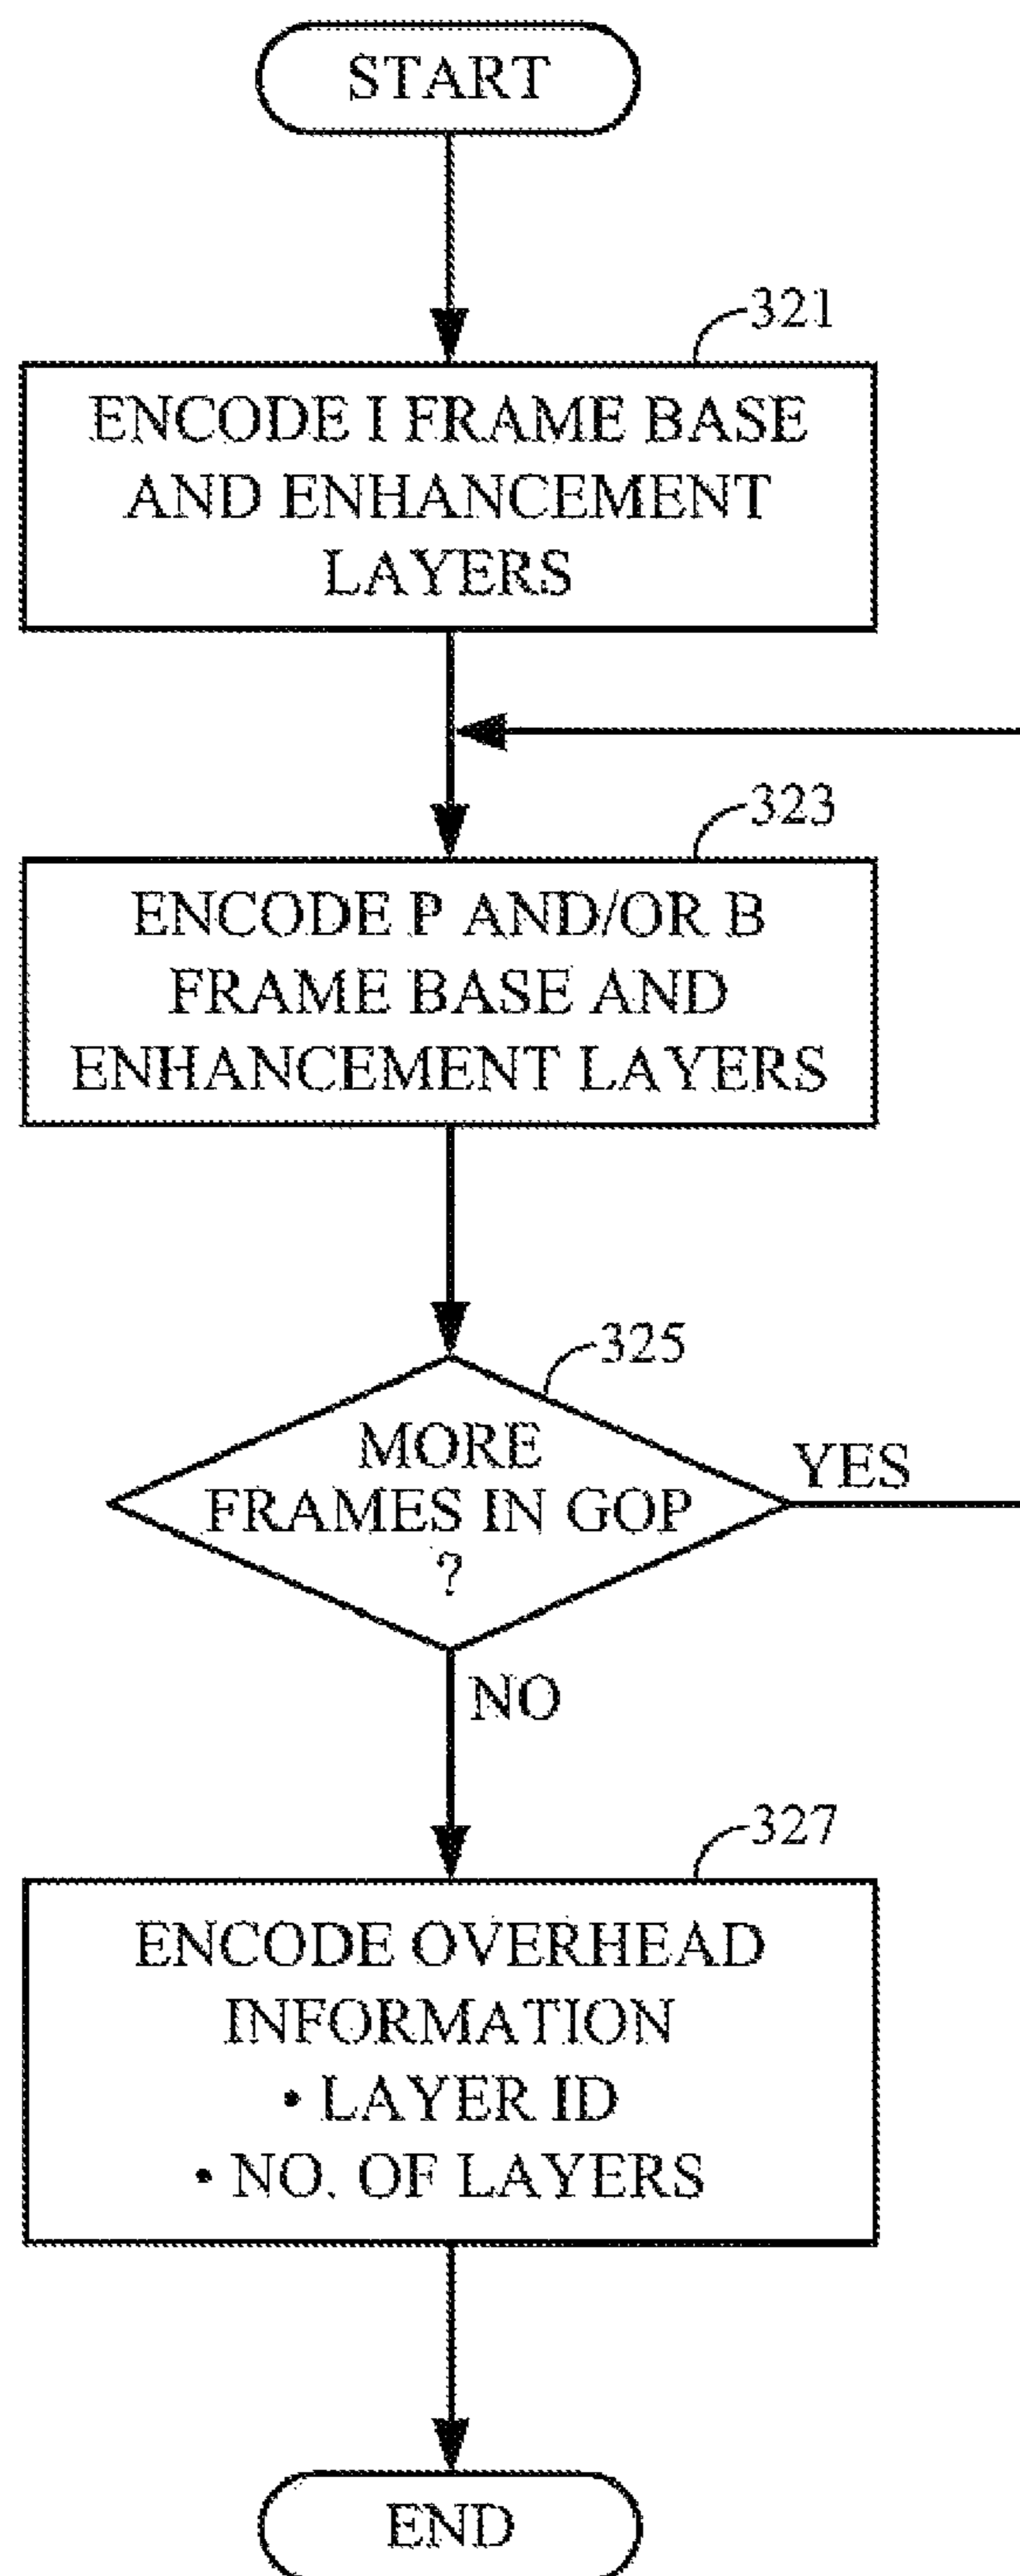 START
321
ENCODE I FRAME BASE
AND ENHANCEMENT
LAYERS
323
ENCODE P AND/OR B
FRAME BASE AND
ENHANCEMENT LAYERS
325
MORE
FRAMES IN GOP
?
YES
NO
327
ENCODE OVERHEAD
INFORMATION
• LAYER ID
• NO. OF LAYERS
END